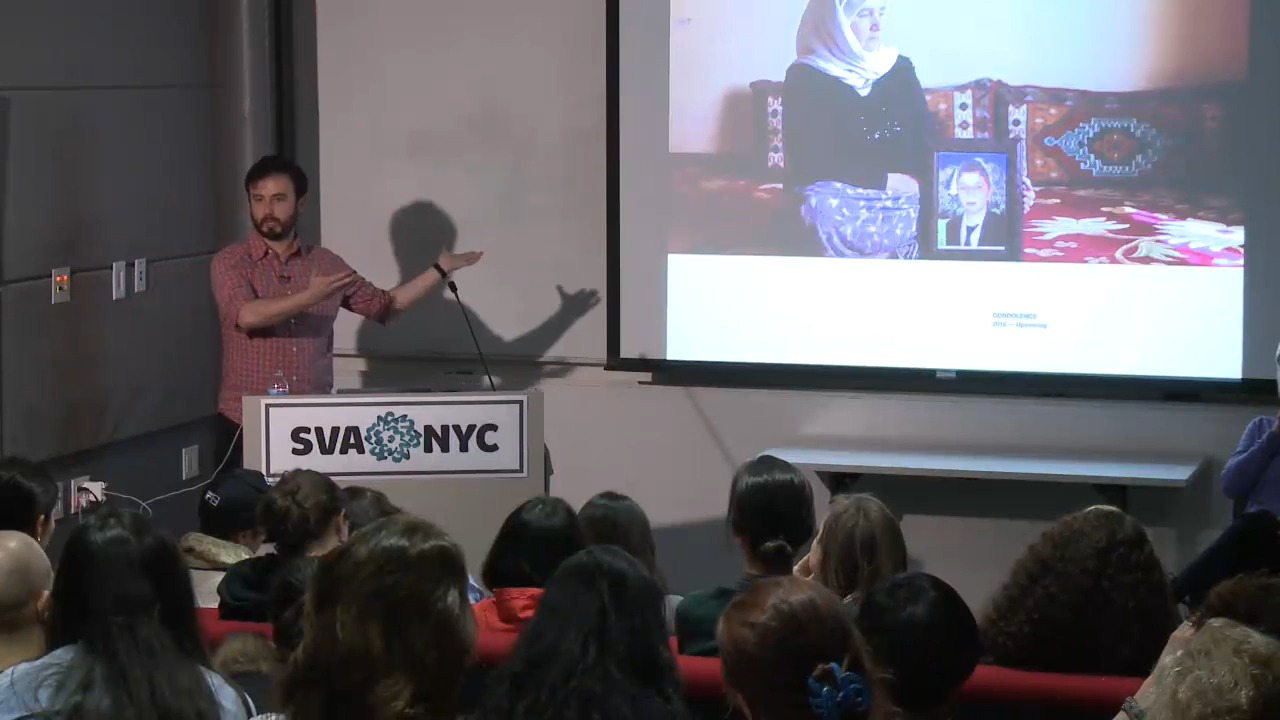 CONDOLENCE
2016 — Upcoming
SVA NYC